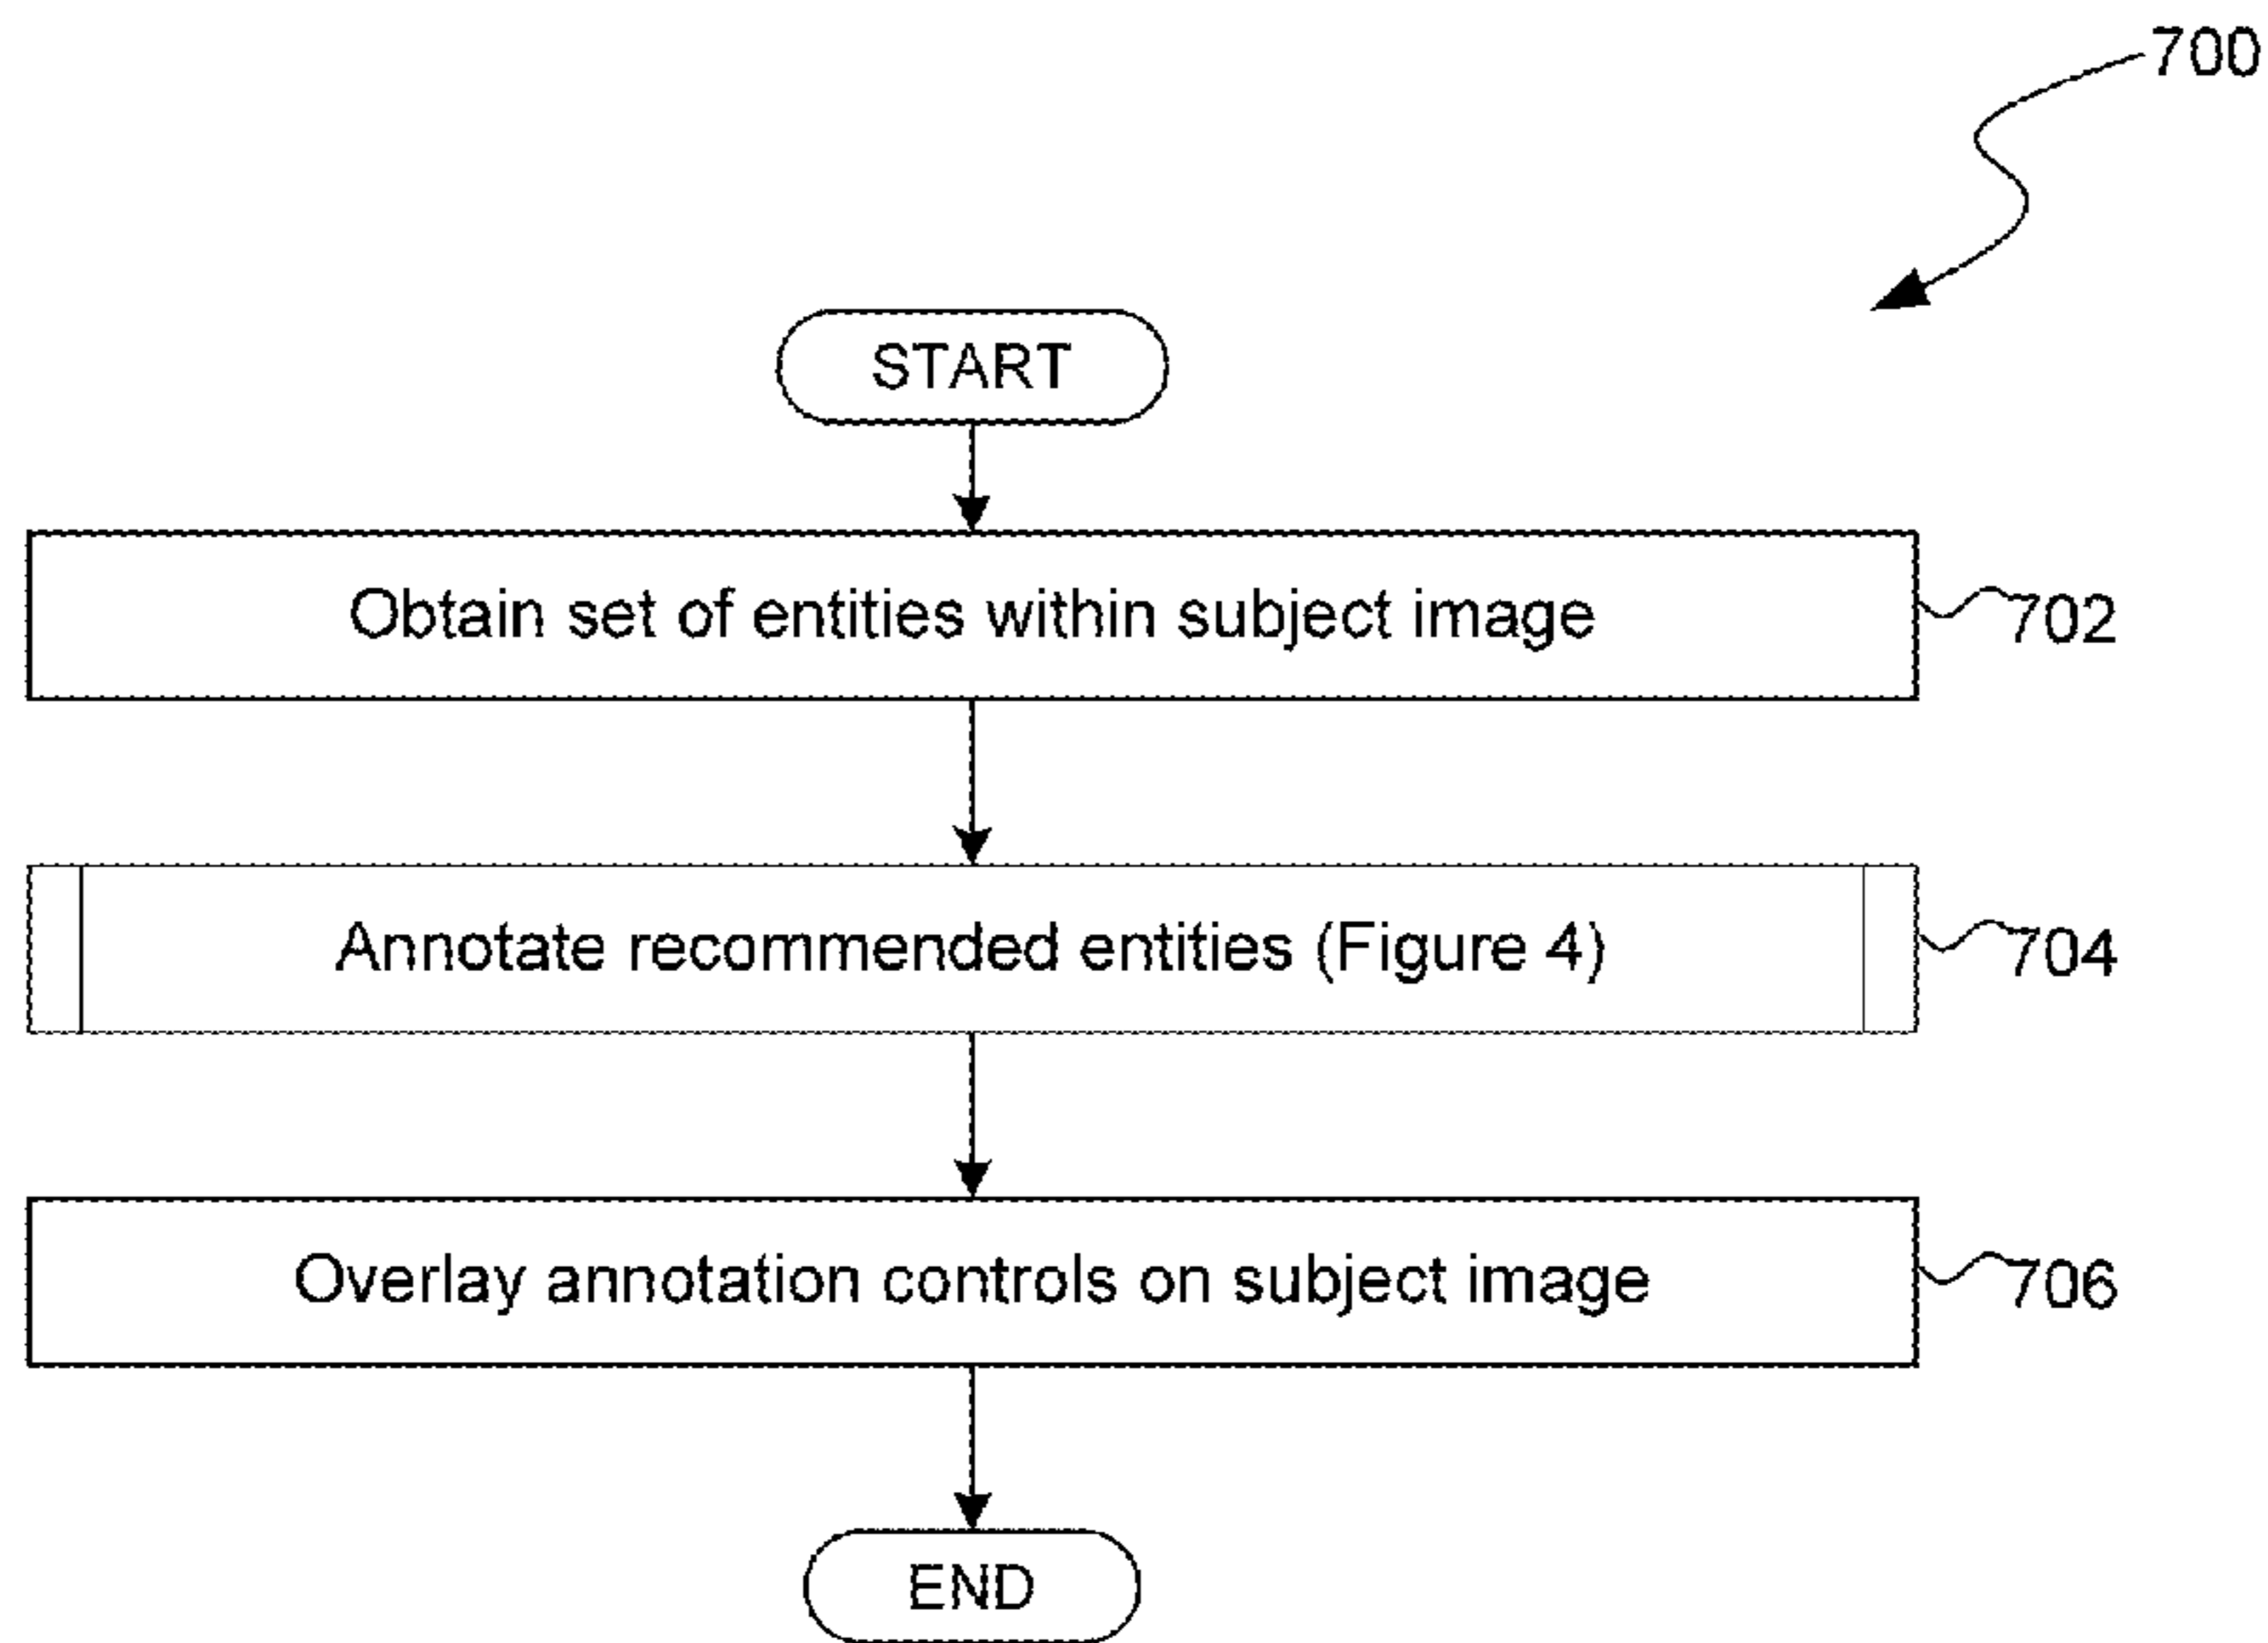 700
START
Obtain set of entities within subject image
702
Annotate recommended entities (Figure 4)
704
Overlay annotation controls on subject image
706
END